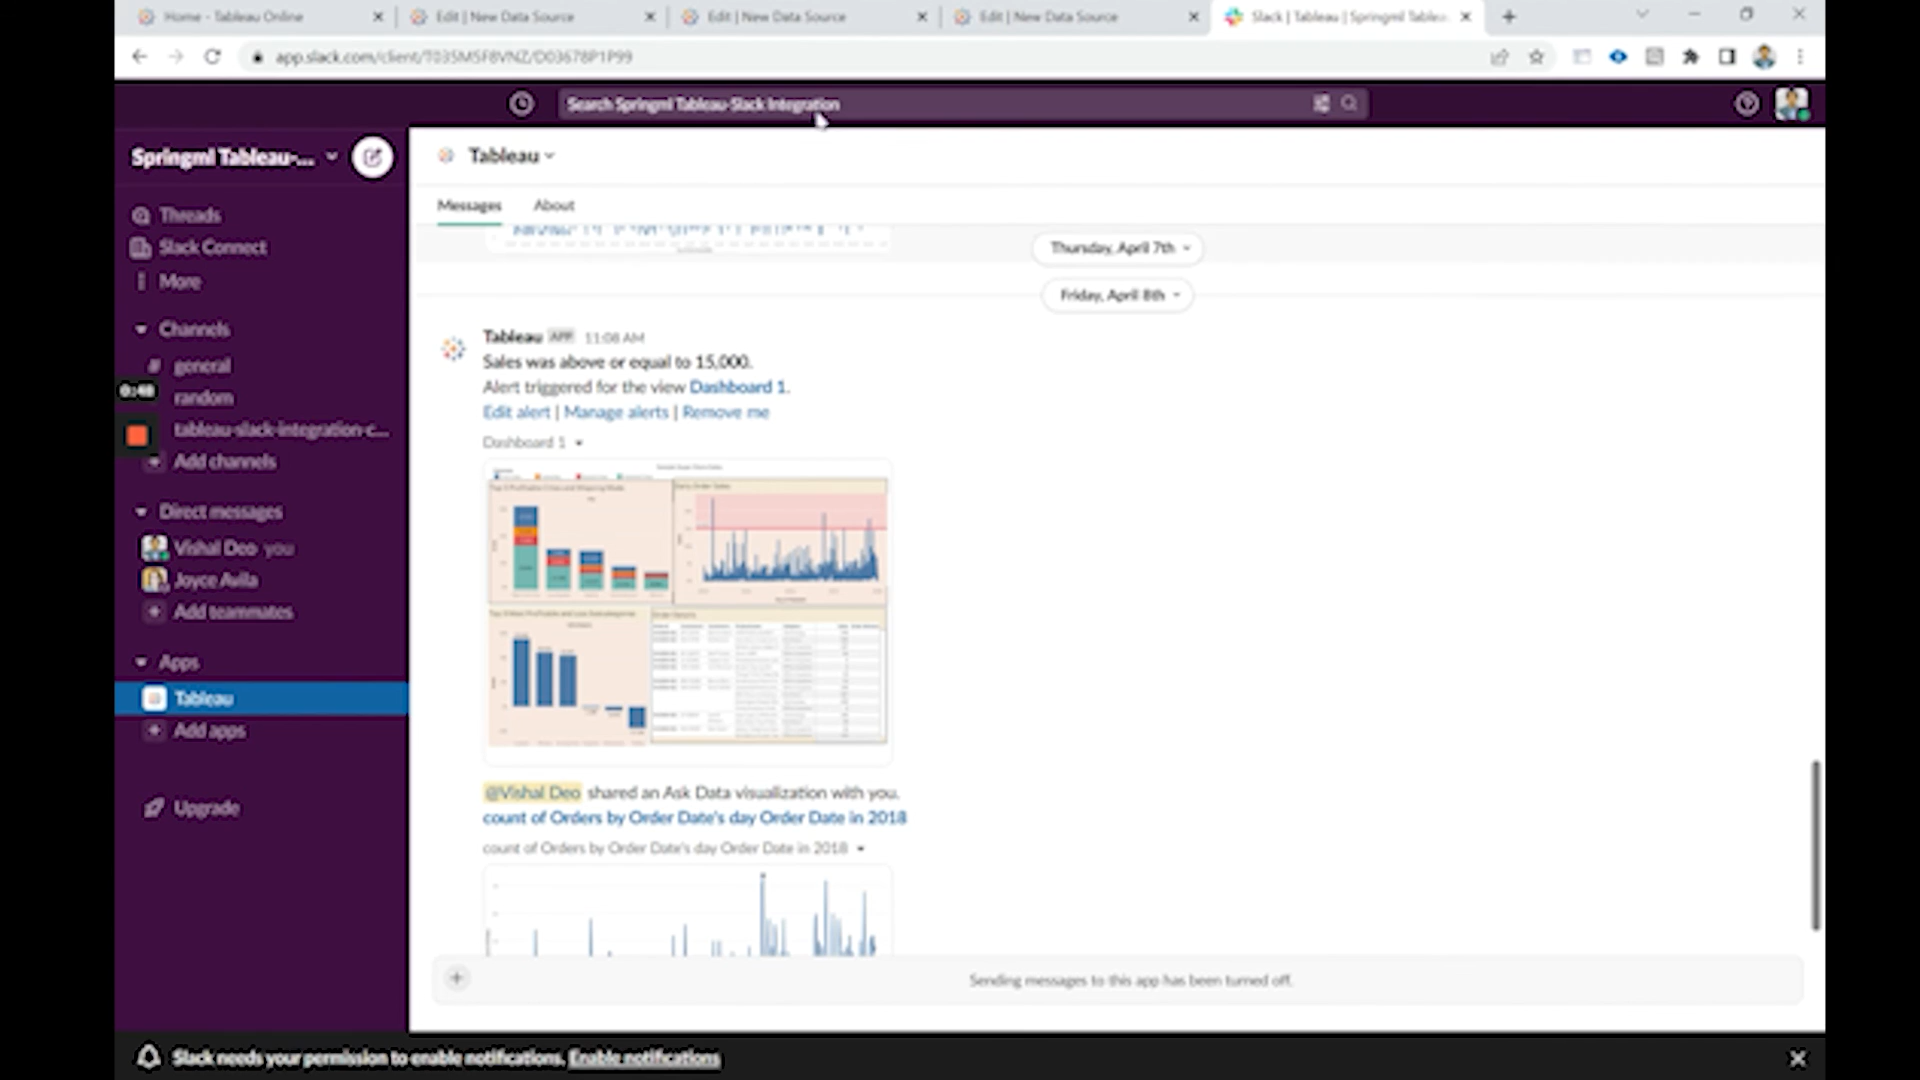 Home - Tableau Online
Edit | New Data Source
Edit | New Data Source
Edit | New Data Source
Slack | Tableau | Springml Tablea
app.slack.com/client/T035M5F8VNZ/D03678P1P99
Search Springml Tableau-Slack Integration
Springml Tableau-...
Tableau
Threads
Messages About
Slack Connect
Thursday, April 7th
More
Friday, April 8th
Channels
Tableau APP 11:08 AM
Sales was above or equal to 15,000.
general
Alert triggered for the view Dashboard 1.
0:48
random
Edit alert | Manage alerts | Remove me
tableau-slack-integration-c...
Dashboard 1
Add channels
Direct messages
Vishal Deo you
Joyce Avila
Add teammates
Apps
Tableau
Add apps
@Vishal Deo shared an Ask Data visualization with you.
Upgrade
count of Orders by Order Date's day Order Date in 2018
count of Orders by Order Date's day Order Date in 2018
Sending messages to this app has been turned off.
Slack needs your permission to enable notifications. Enable notifications